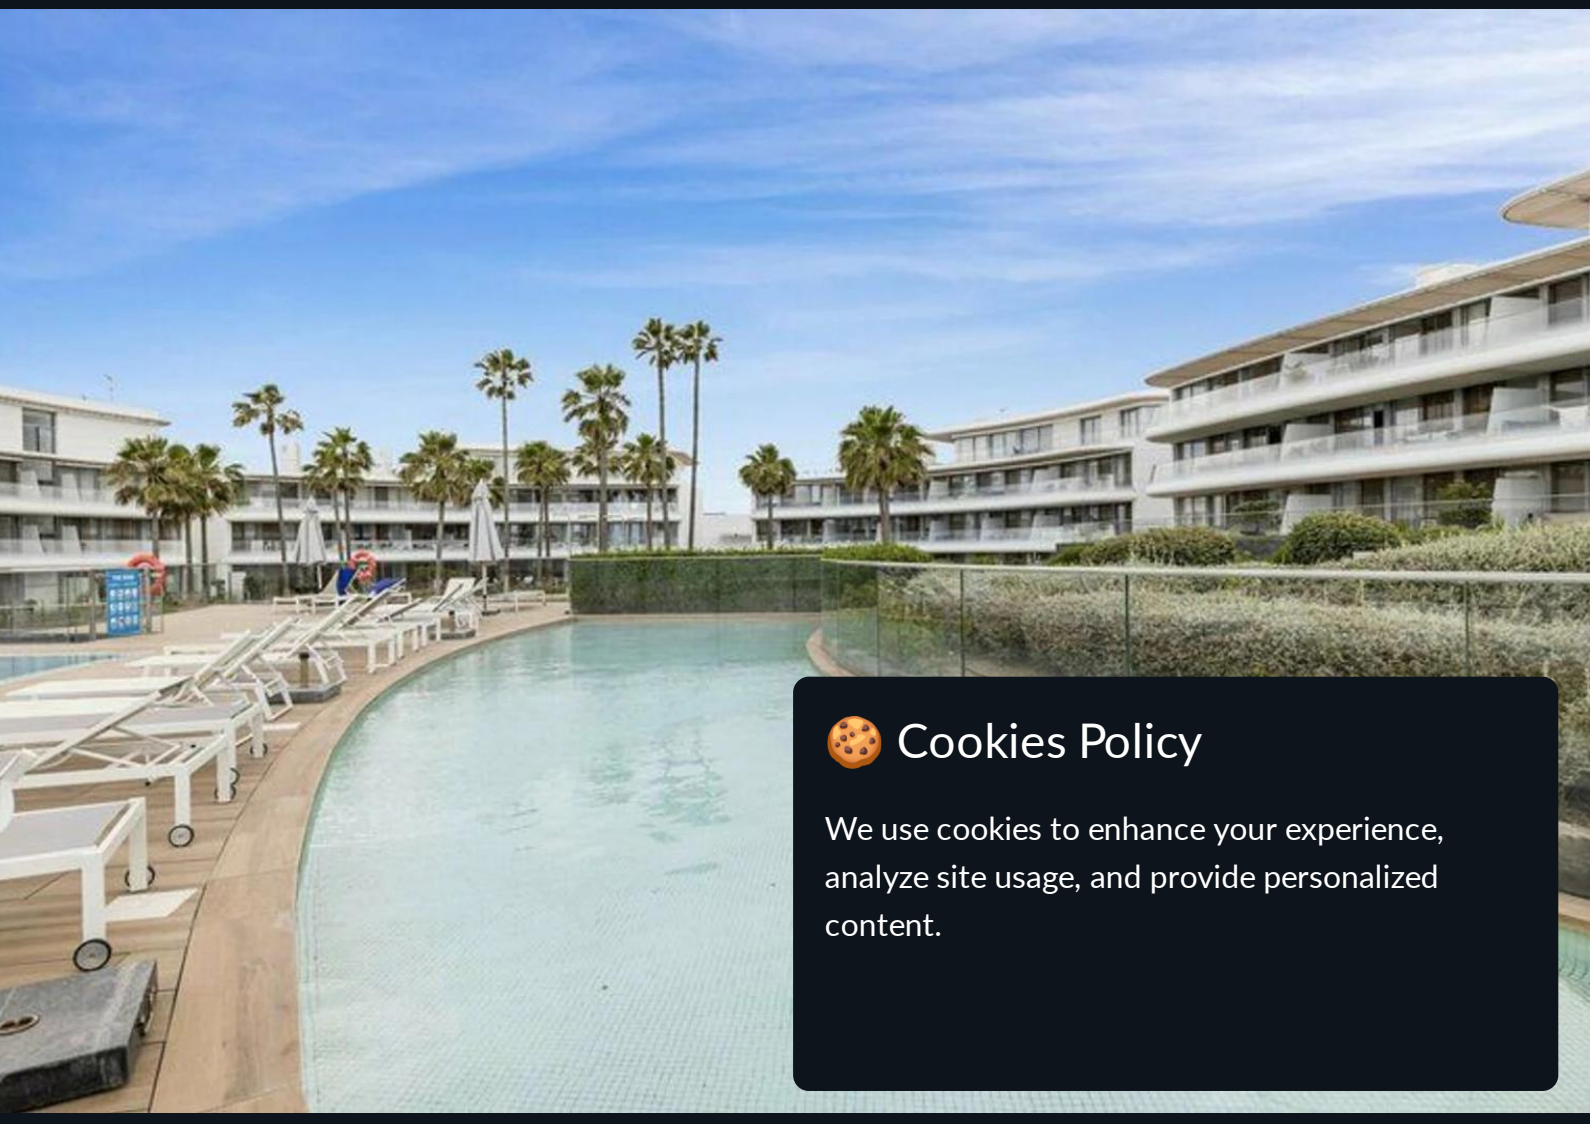 Cookies Policy
We use cookies to enhance your experience,
analyze site usage, and provide personalized
content.